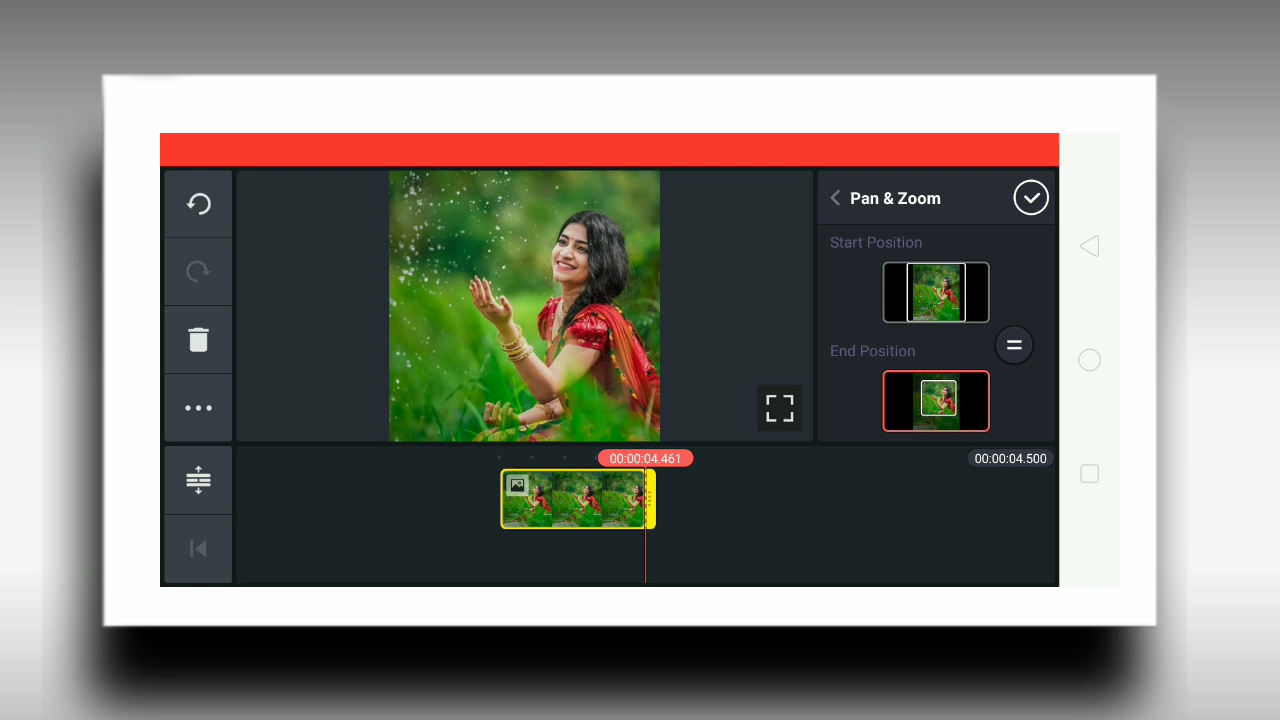 Pan & Zoom
Start Position
End Position
00:00:04.461
00:00:04.500